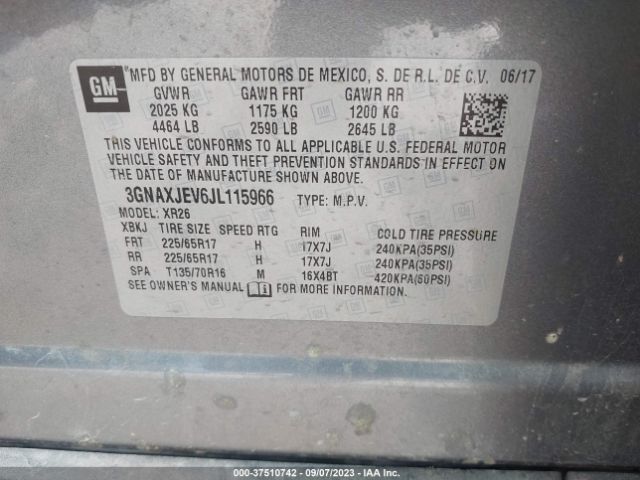 GM MFD BY GENERAL MOTORS DE MEXICO, S. DE R.L. DE C.V. 06/17
GVWR GAWR FRT GAWR RR
2025 KG 1175 KG 1200 KG
4464 LB 2590 LB 2645 LB
THIS VEHICLE CONFORMS TO ALL APPLICABLE U.S. FEDERAL MOTOR
VEHICLE SAFETY AND THEFT PREVENTION STANDARDS IN EFFECT ON
THE DATE OF MANUFACTURE SHOWN ABOVE.
3GNAXJEV6JL115966 TYPE: M.P.V.
MODEL: XR26
XBKJ TIRE SIZE SPEED RTG RIM COLD TIRE PRESSURE
FRT 225/65R17 H 17X7J 240KPA(35PSI)
RR 225/65R17 H 17X7J 240KPA(35PSI)
SPA T135/70R16 M 16X4BT 420KPA(60PSI)
SEE OWNER'S MANUAL FOR MORE INFORMATION.
000-37510742 - 09/07/2023 - IAA Inc.